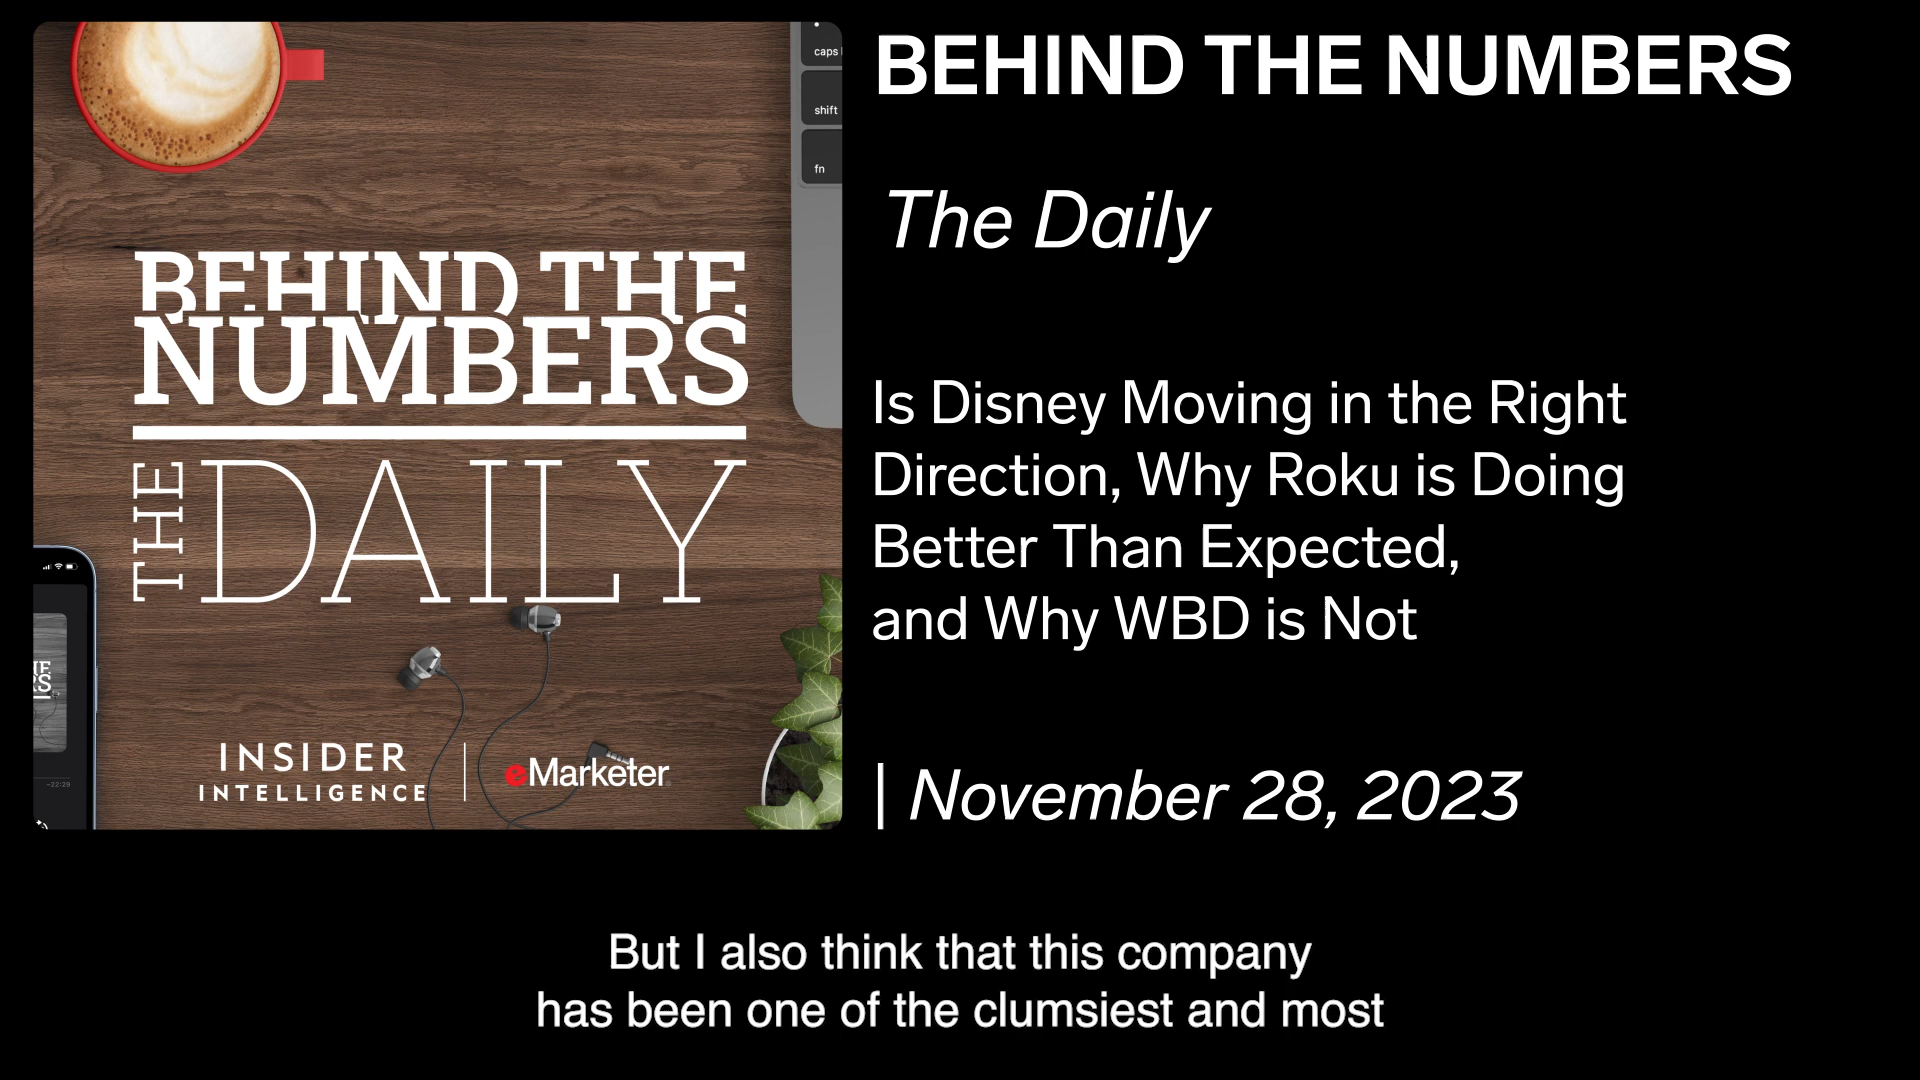 caps
shift
fn
BEHIND THE
NUMBERS
THE DAILY
INSIDER
INTELLIGENCE
eMarketer
-22:29
BEHIND THE NUMBERS
The Daily
Is Disney Moving in the Right
Direction, Why Roku is Doing
Better Than Expected,
and Why WBD is Not
| November 28, 2023
But I also think that this company
has been one of the clumsiest and most